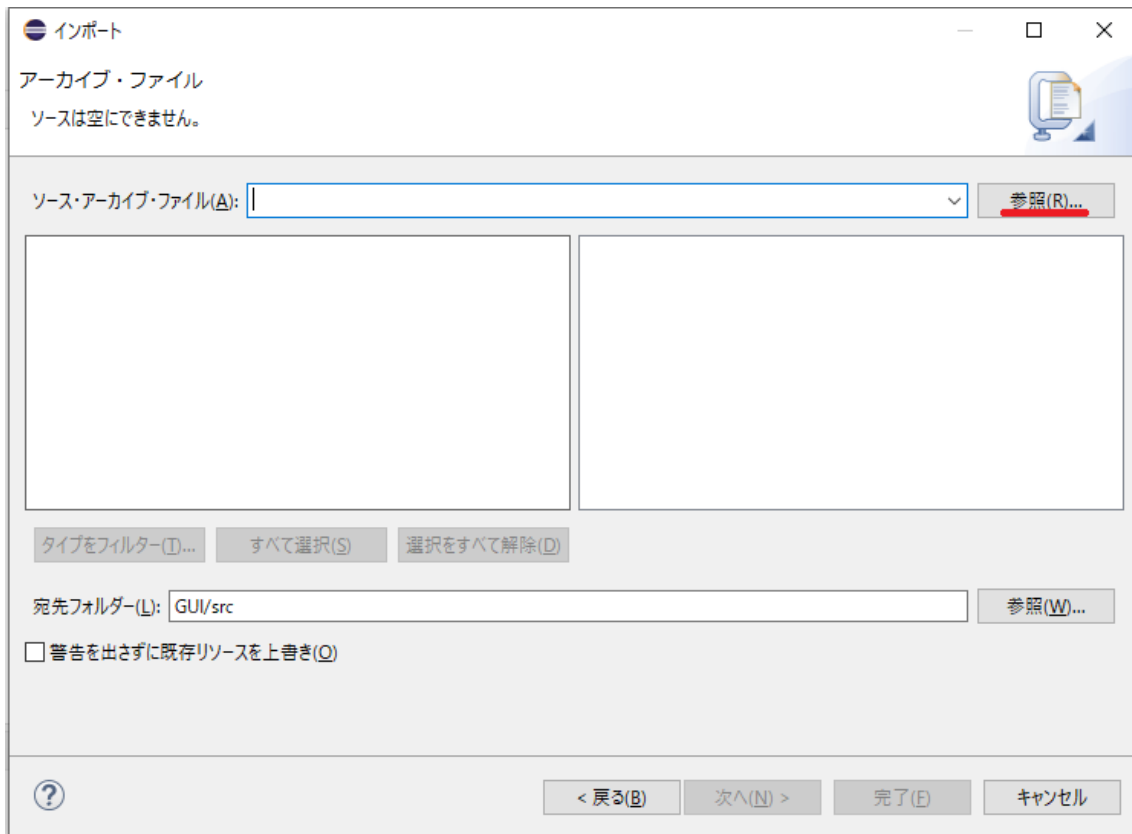 インポート
アーカイブ・ファイル
ソースは空にできません。
ソース・アーカイブ・ファイル(A): 参照(R)...
タイプをフィルター(T)... すべて選択(S) 選択をすべて解除(D)
宛先フォルダー(L): GUI/src 参照(W)...
警告を出さずに既存リソースを上書き(O)
? < 戻る(B) 次へ(N) > 完了(F) キャンセル